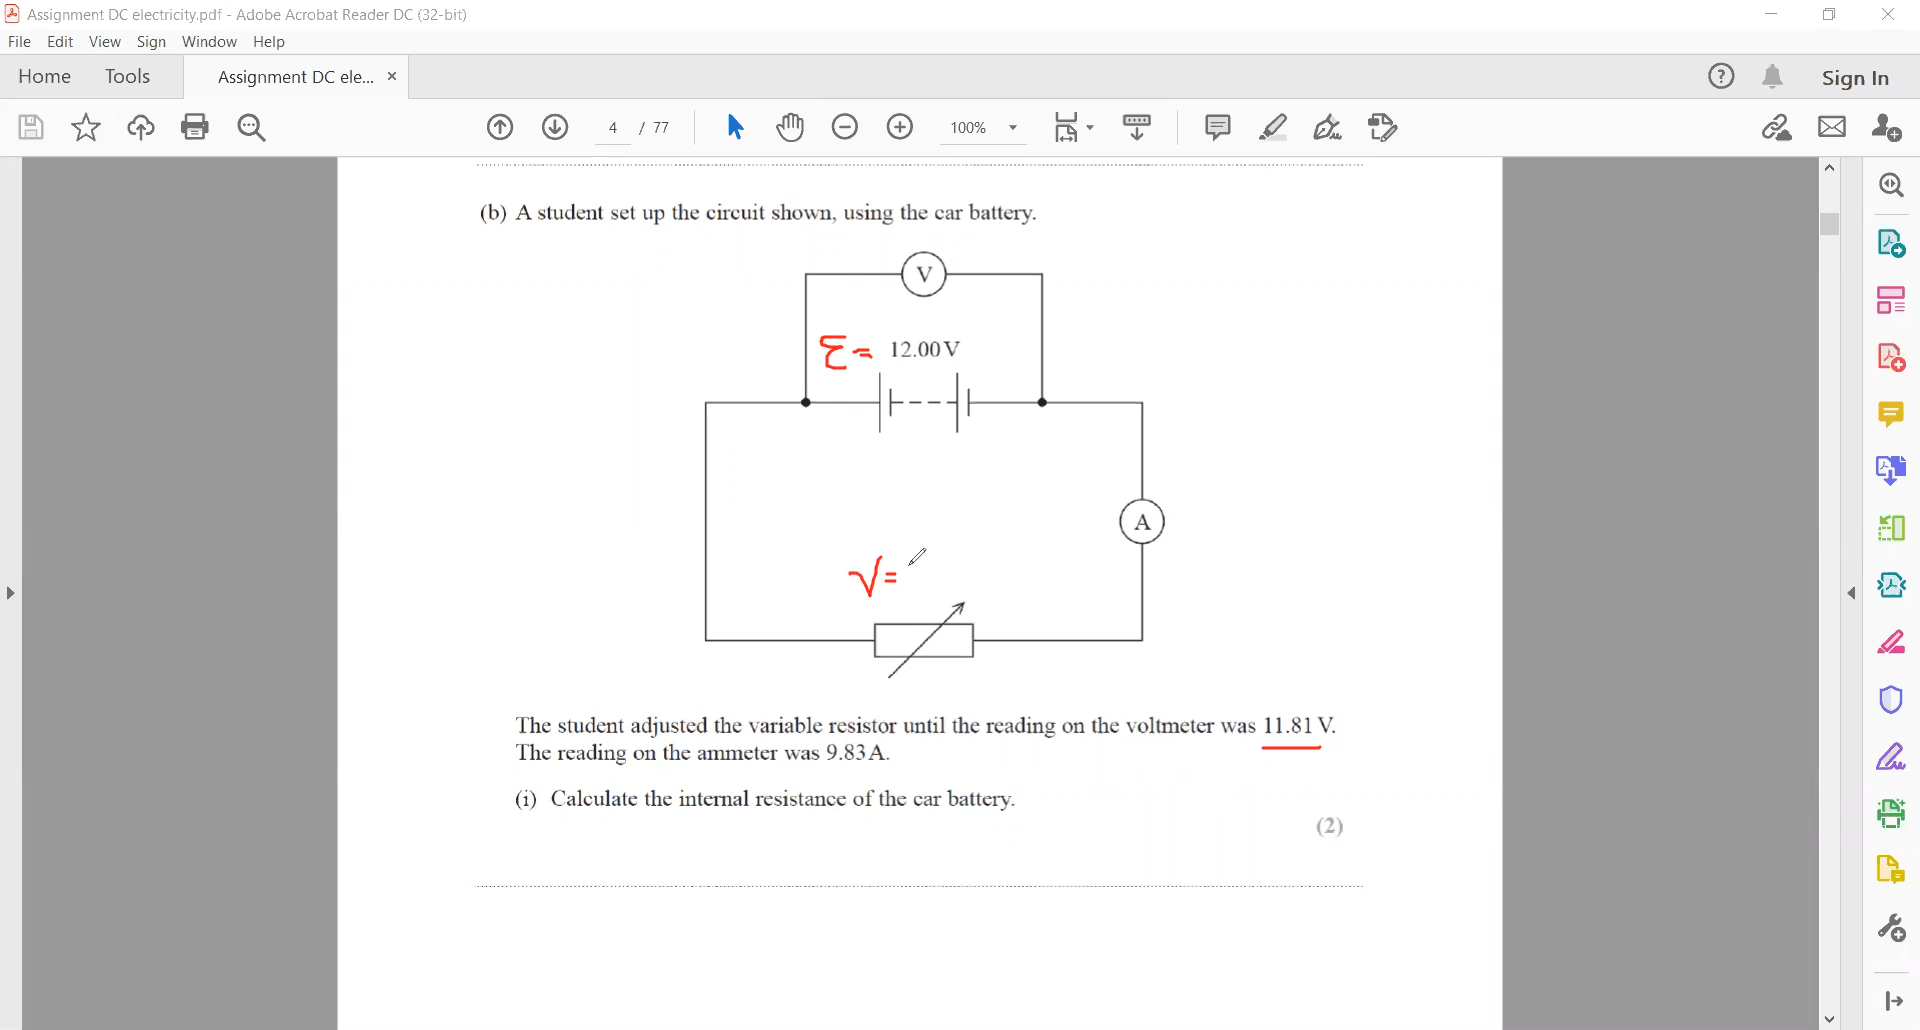 Assignment DC electricity.pdf - Adobe Acrobat Reader DC (32-bit)
File Edit View Sign Window Help
Home Tools Assignment DC ele... × Sign In
4 / 77 100%
(b) A student set up the circuit shown, using the car battery.
V
Ɛ = 12.00 V
A
V =
The student adjusted the variable resistor until the reading on the voltmeter was 11.81 V.
The reading on the ammeter was 9.83 A.
(i) Calculate the internal resistance of the car battery.
(2)